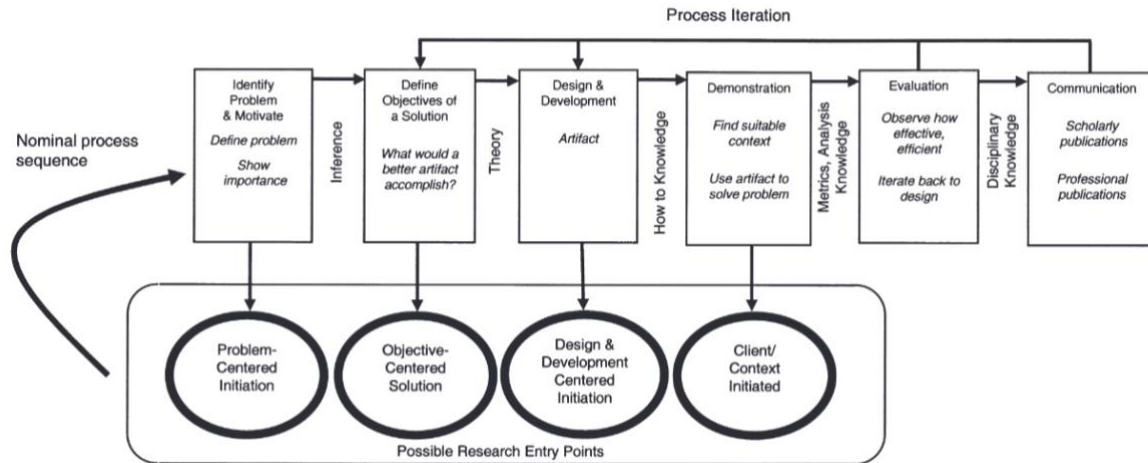 Process Iteration
Nominal process
sequence
Identify
Problem
& Motivate
Define problem
Show
importance
Inference
Define
Objectives of
a Solution
What would a
better artifact
accomplish?
Theory
Design &
Development
Artifact
How to Knowledge
Demonstration
Find suitable
context
Use artifact to
solve problem
Metrics, Analysis
Knowledge
Evaluation
Observe how
effective,
efficient
Iterate back to
design
Disciplinary
Knowledge
Communication
Scholarly
publications
Professional
publications
Problem-
Centered
Initiation
Objective-
Centered
Solution
Design &
Development
Centered
Initiation
Client/
Context
Initiated
Possible Research Entry Points